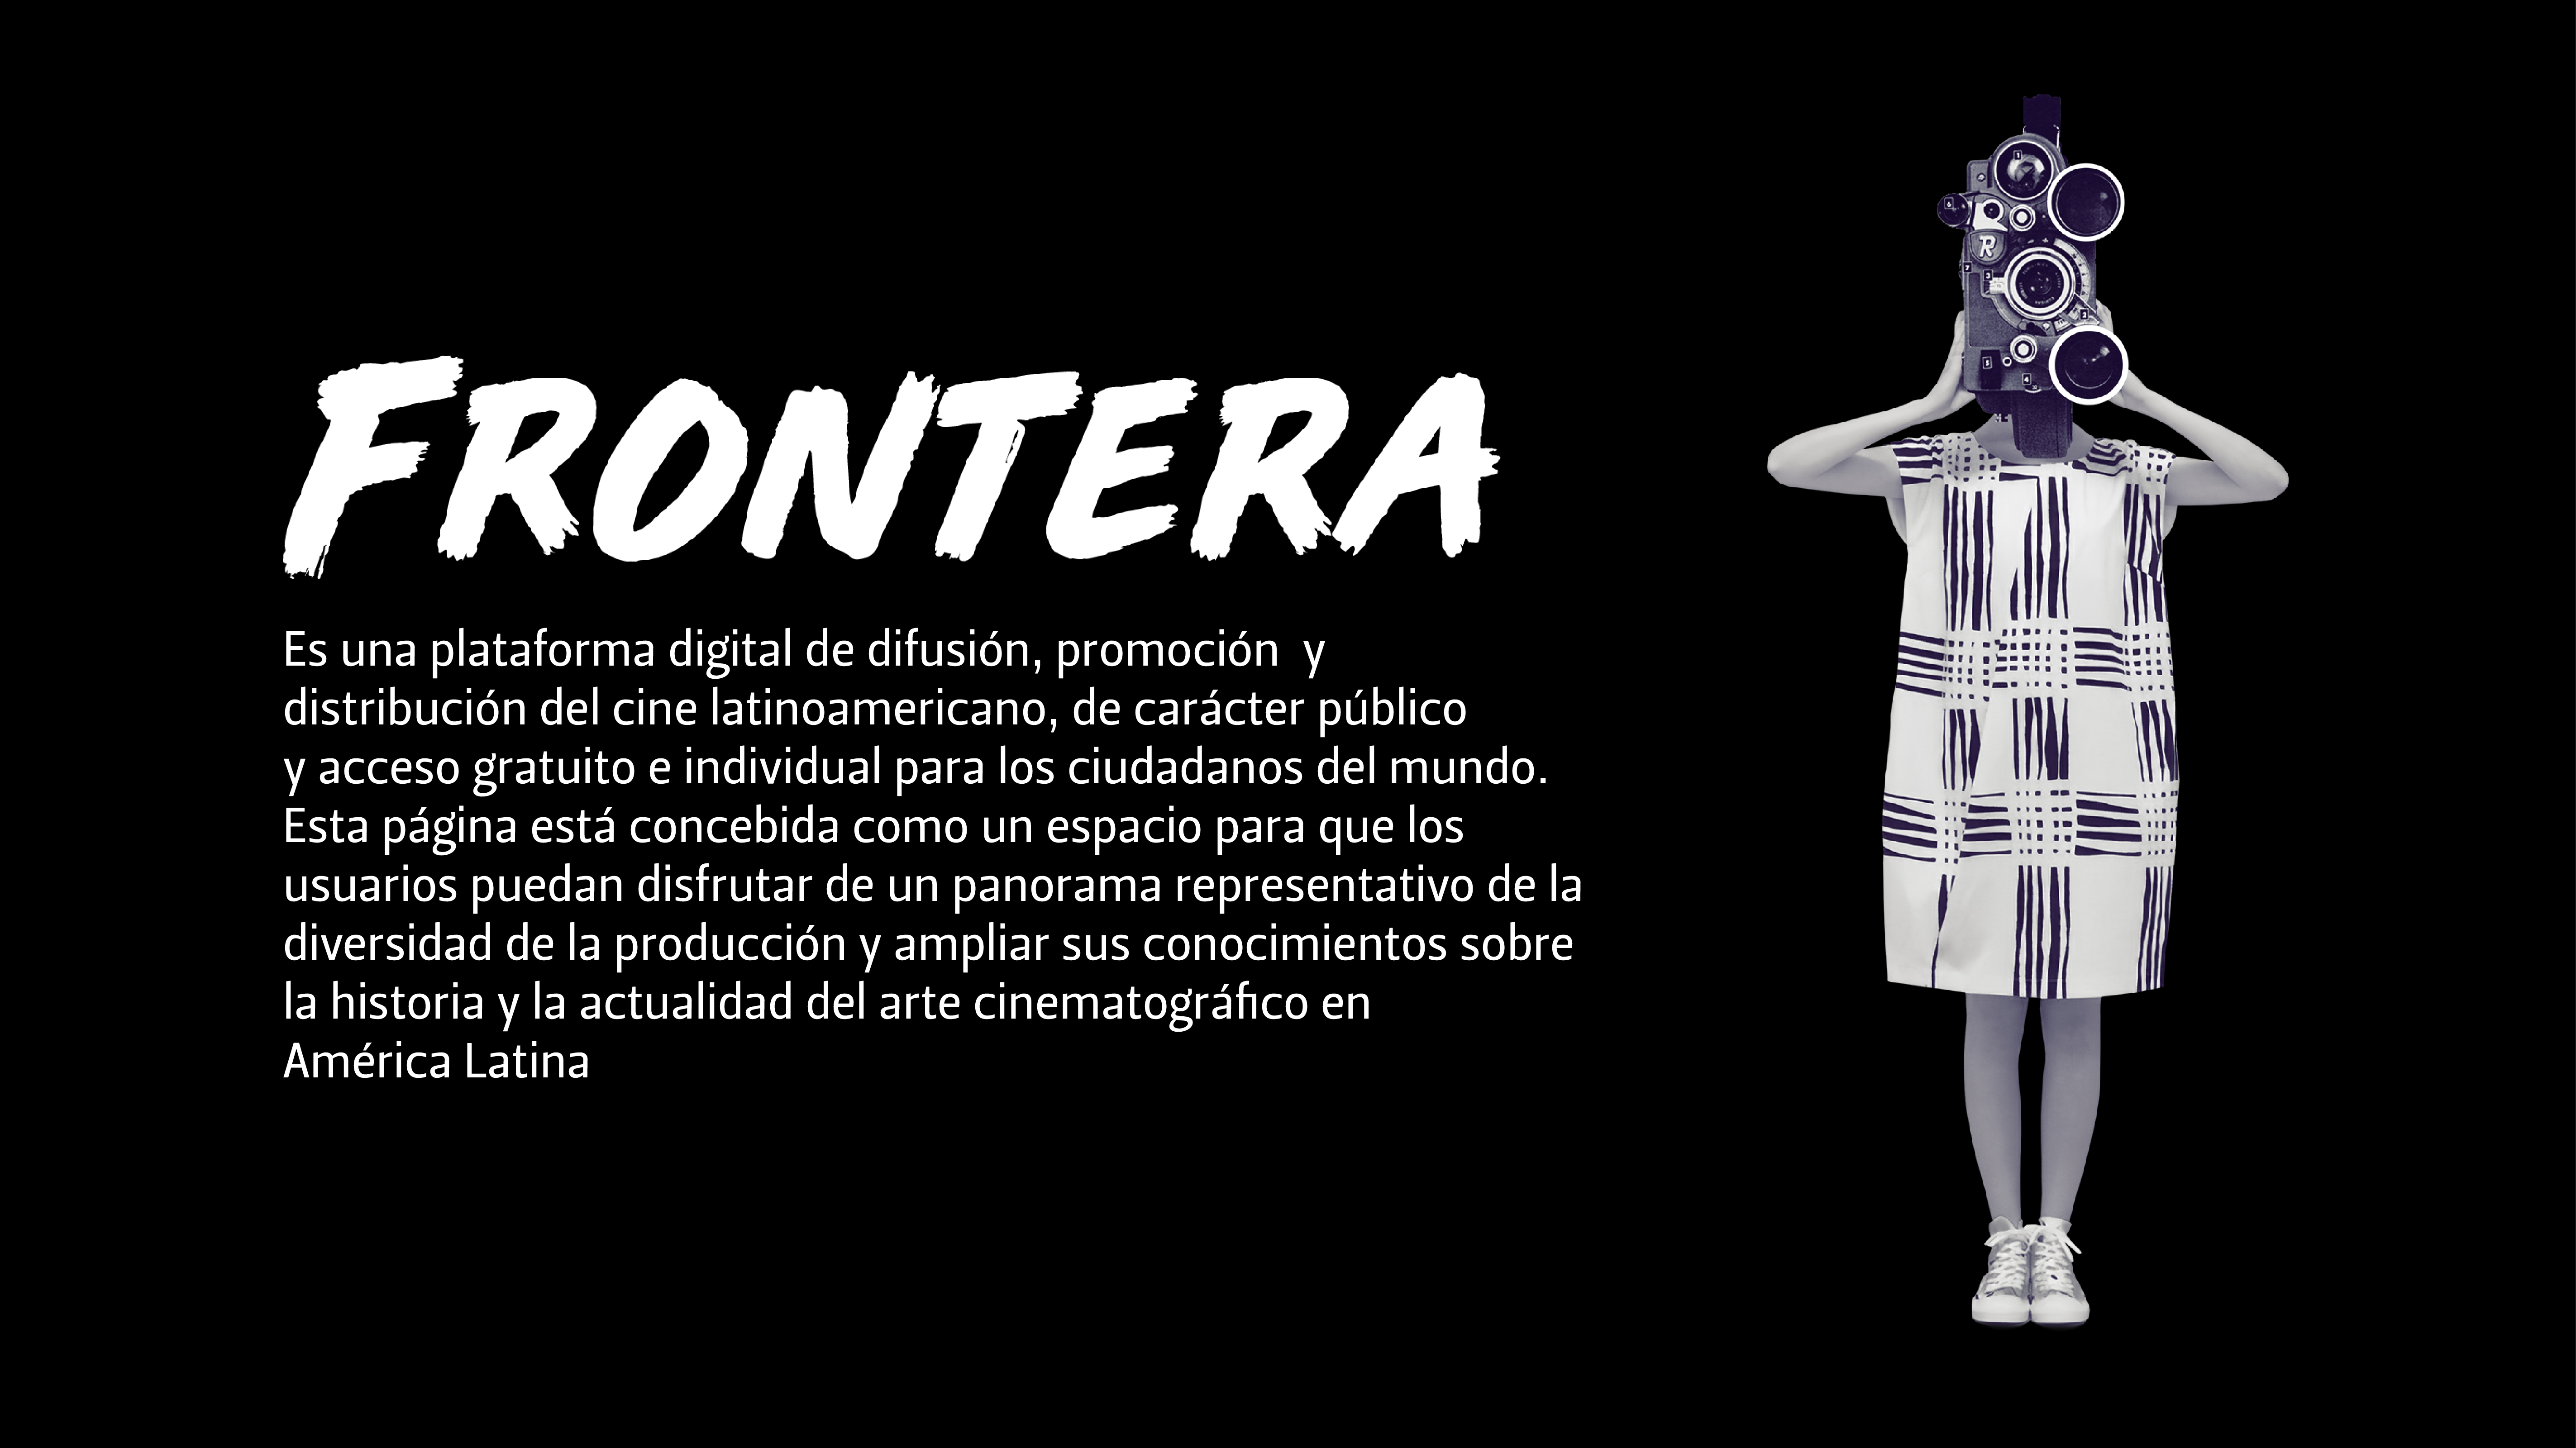 FRONTERA
Es una plataforma digital de difusión, promoción  y
distribución del cine latinoamericano, de carácter público
y acceso gratuito e individual para los ciudadanos del mundo.
Esta página está concebida como un espacio para que los
usuarios puedan disfrutar de un panorama representativo de la
diversidad de la producción y ampliar sus conocimientos sobre
la historia y la actualidad del arte cinematográfico en
América Latina
R